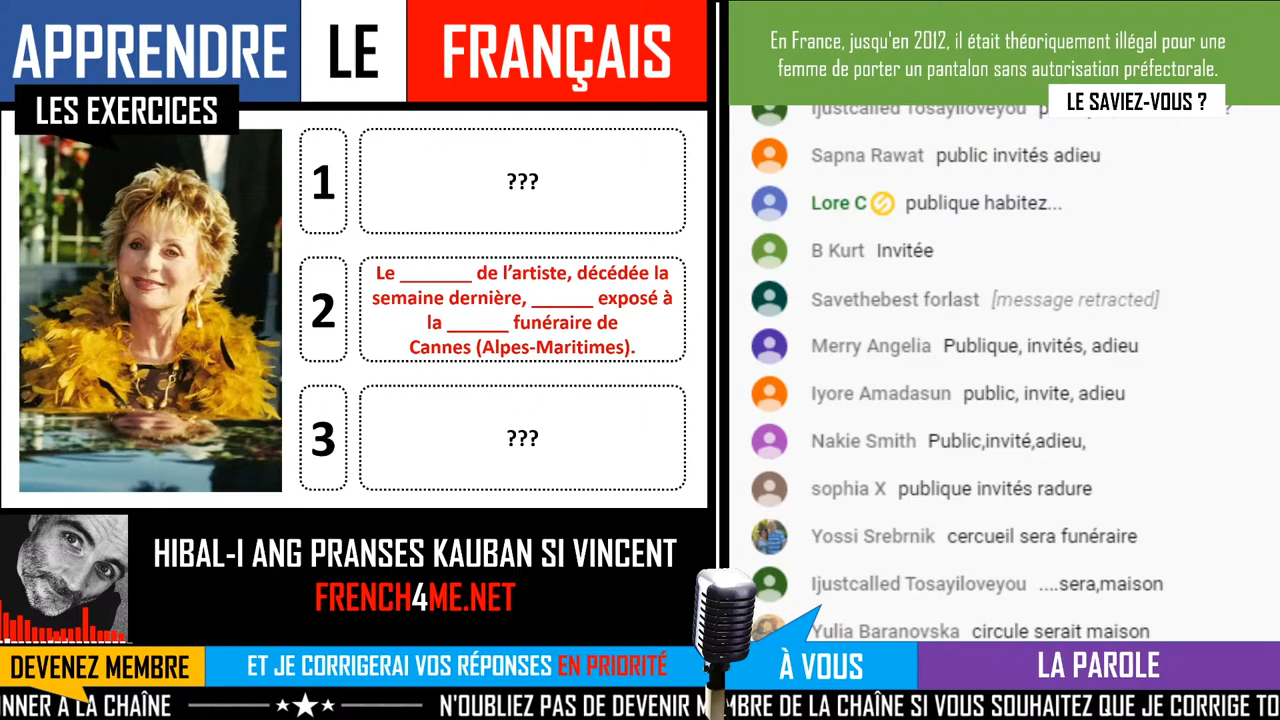 APPRENDRE LE FRANÇAIS
LES EXERCICES
1
???
2
Le _______ de l’artiste, décédée la
semaine dernière, ______ exposé à
la ______ funéraire de
Cannes (Alpes-Maritimes).
3
???
HIBAL-I ANG PRANSES KAUBAN SI VINCENT
FRENCH4ME.NET
En France, jusqu'en 2012, il était théoriquement illégal pour une
femme de porter un pantalon sans autorisation préfectorale.
LE SAVIEZ-VOUS ?
Ijustcalled Tosayiloveyou
Sapna Rawat public invités adieu
Lore C publique habitez...
B Kurt Invitée
Savethebest forlast [message retracted]
Merry Angelia Publique, invités, adieu
Iyore Amadasun public, invite, adieu
Nakie Smith Public,invité,adieu,
sophia X publique invités radure
Yossi Srebrnik cercueil sera funéraire
Ijustcalled Tosayiloveyou ....sera,maison
Yulia Baranovska circule serait maison
DEVENEZ MEMBRE
ET JE CORRIGERAI VOS RÉPONSES EN PRIORITÉ
À VOUS
LA PAROLE
NNER À LA CHAÎNE N'OUBLIEZ PAS DE DEVENIR MEMBRE DE LA CHAÎNE SI VOUS SOUHAITEZ QUE JE CORRIGE TO